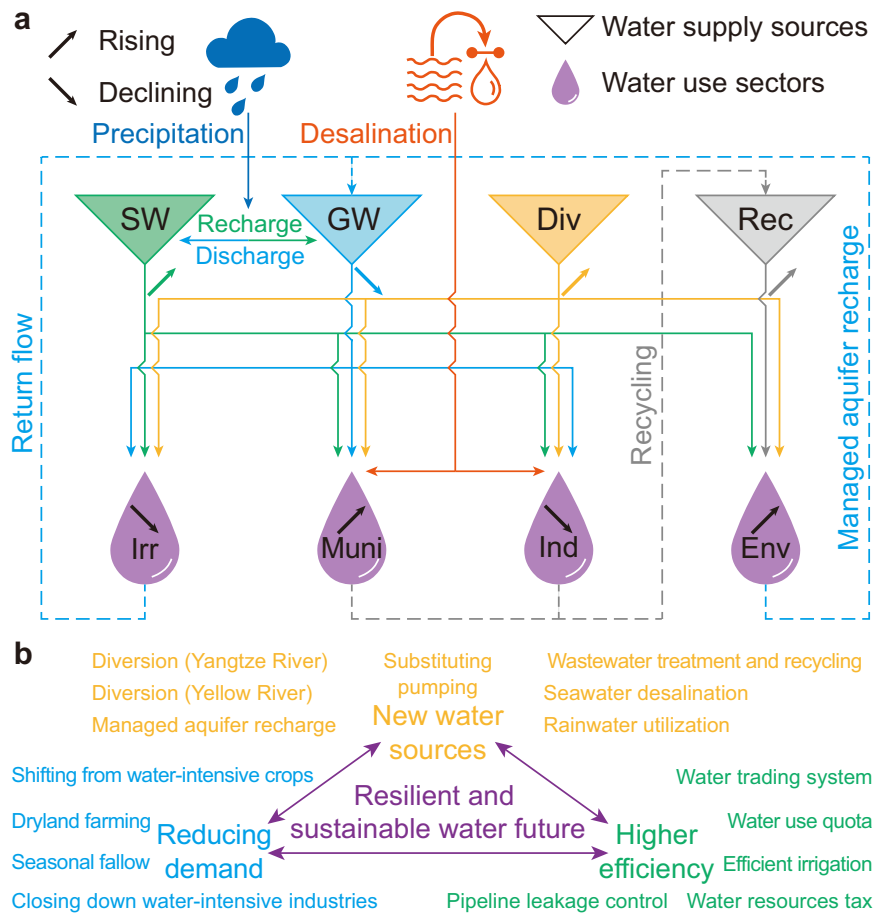 a
Rising
Declining
Water supply sources
Water use sectors
Precipitation
Desalination
SW
GW
Div
Rec
Recharge
Discharge
Return flow
Recycling
Managed aquifer recharge
Irr
Muni
Ind
Env
b
Diversion (Yangtze River)
Diversion (Yellow River)
Managed aquifer recharge
Substituting
pumping
Wastewater treatment and recycling
Seawater desalination
Rainwater utilization
New water
sources
Shifting from water-intensive crops
Dryland farming
Seasonal fallow
Closing down water-intensive industries
Reducing
demand
Resilient and
sustainable water future
Higher
efficiency
Water trading system
Water use quota
Efficient irrigation
Pipeline leakage control
Water resources tax